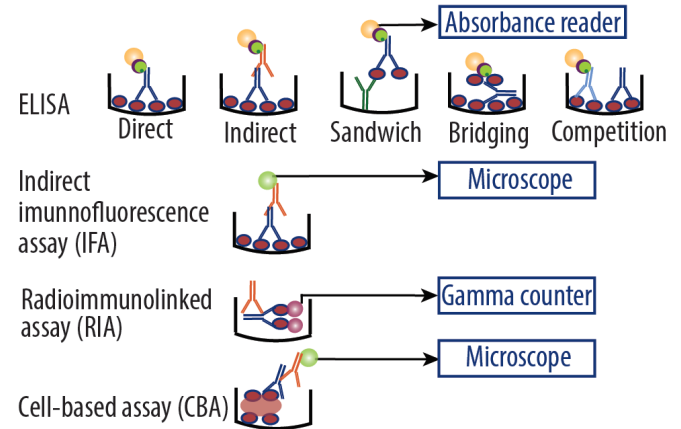 Absorbance reader
ELISA
Direct
Indirect
Sandwich
Bridging
Competition
Indirect
imunnofluorescence
assay (IFA)
Microscope
Radioimmunolinked
assay (RIA)
Gamma counter
Microscope
Cell-based assay (CBA)